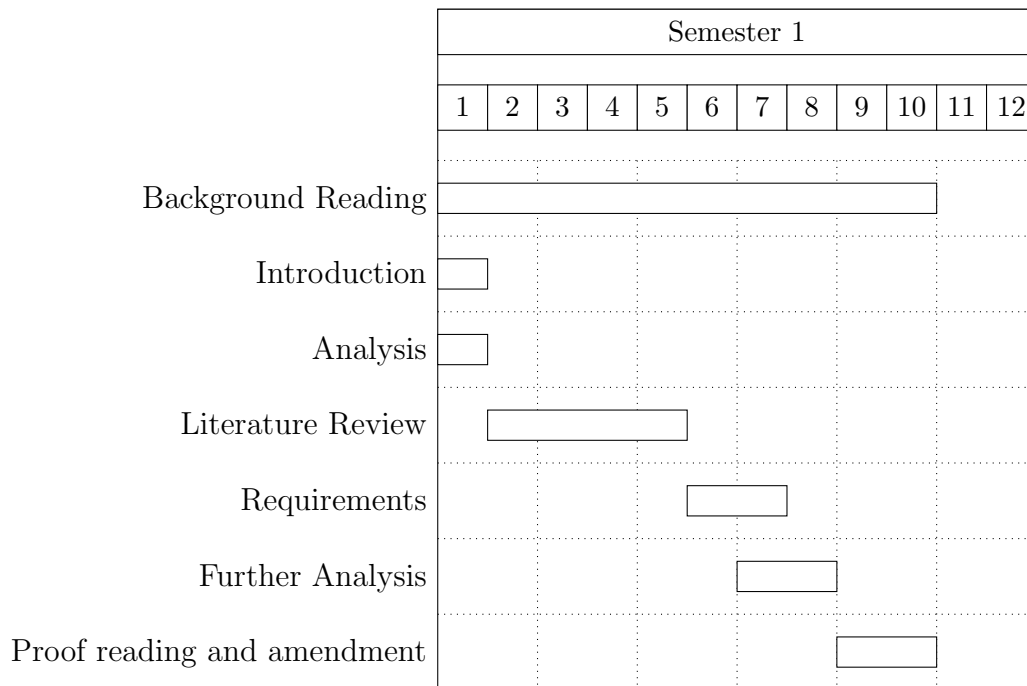 Semester 1
1 2 3 4 5 6 7 8 9 10 11 12
Background Reading
Introduction
Analysis
Literature Review
Requirements
Further Analysis
Proof reading and amendment